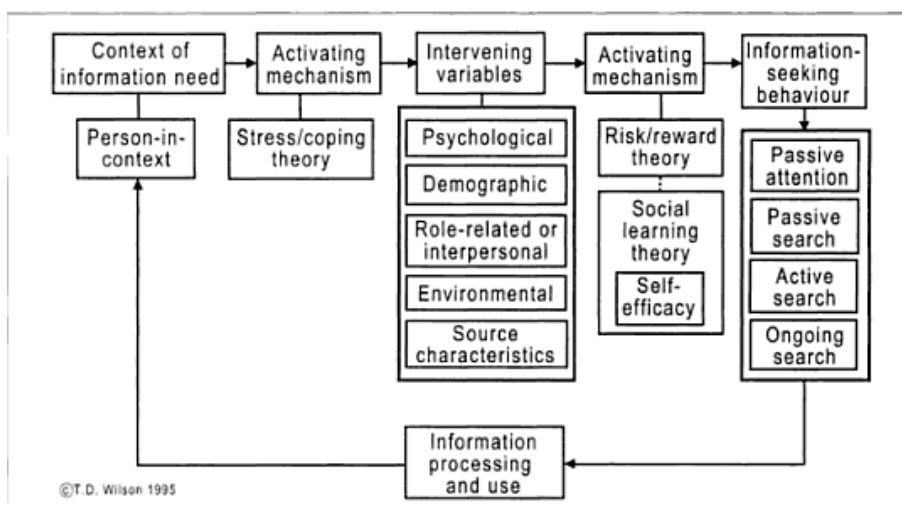 Context of
information need
Activating
mechanism
Intervening
variables
Activating
mechanism
Information-
seeking
behaviour
Person-in-
context
Stress/coping
theory
Psychological
Demographic
Role-related or
interpersonal
Environmental
Source
characteristics
Risk/reward
theory
Social
learning
theory
Self-
efficacy
Passive
attention
Passive
search
Active
search
Ongoing
search
Information
processing
and use
©T.D. Wilson 1995